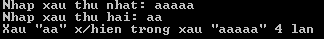 Nhap xau thu nhat: aaaaa
Nhap xau thu hai: aa
Xau "aa" x/hien trong xau "aaaaa" 4 lan